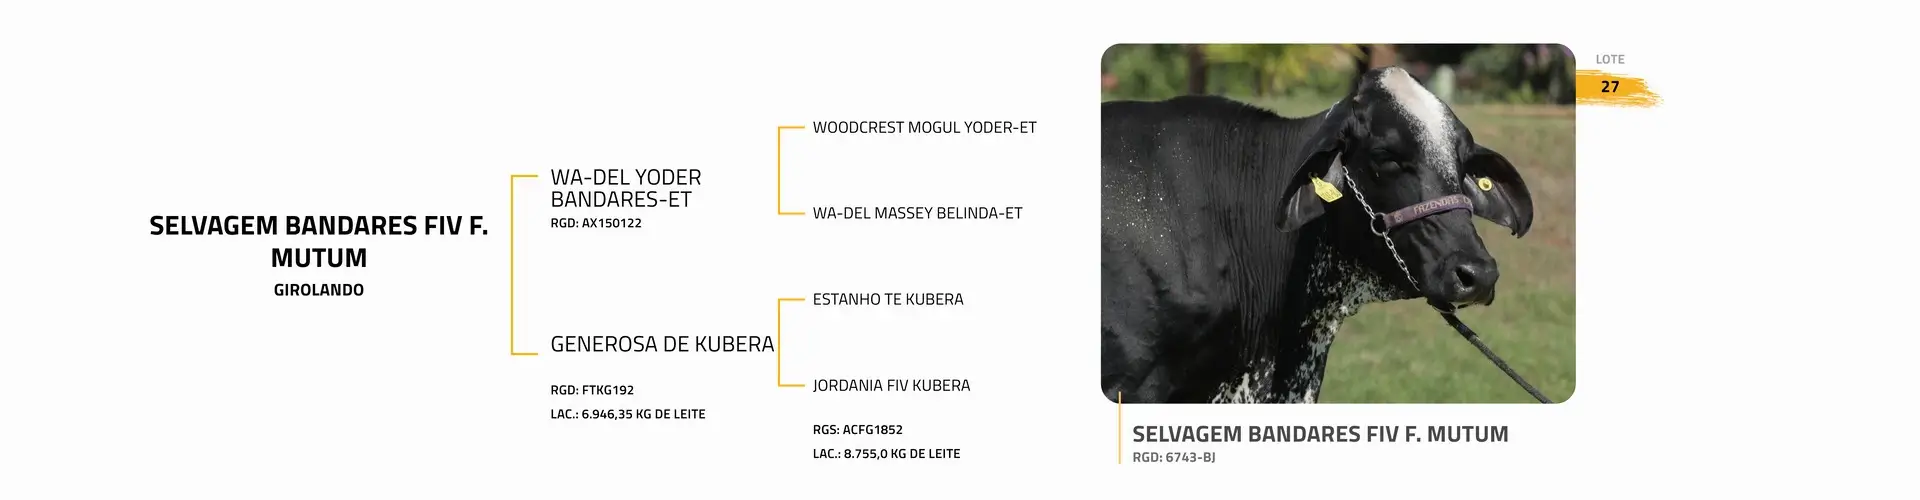 SELVAGEM BANDARES FIV F.
MUTUM
GIROLANDO
WA-DEL YODER
BANDARES-ET
RGD: AX150122
GENEROSA DE KUBERA
RGD: FTKG192
LAC.: 6.946,35 KG DE LEITE
WOODCREST MOGUL YODER-ET
WA-DEL MASSEY BELINDA-ET
ESTANHO TE KUBERA
JORDANIA FIV KUBERA
RGS: ACFG1852
LAC.: 8.755,0 KG DE LEITE
FAZENDAS
LOTE
27
SELVAGEM BANDARES FIV F. MUTUM
RGD: 6743-BJ